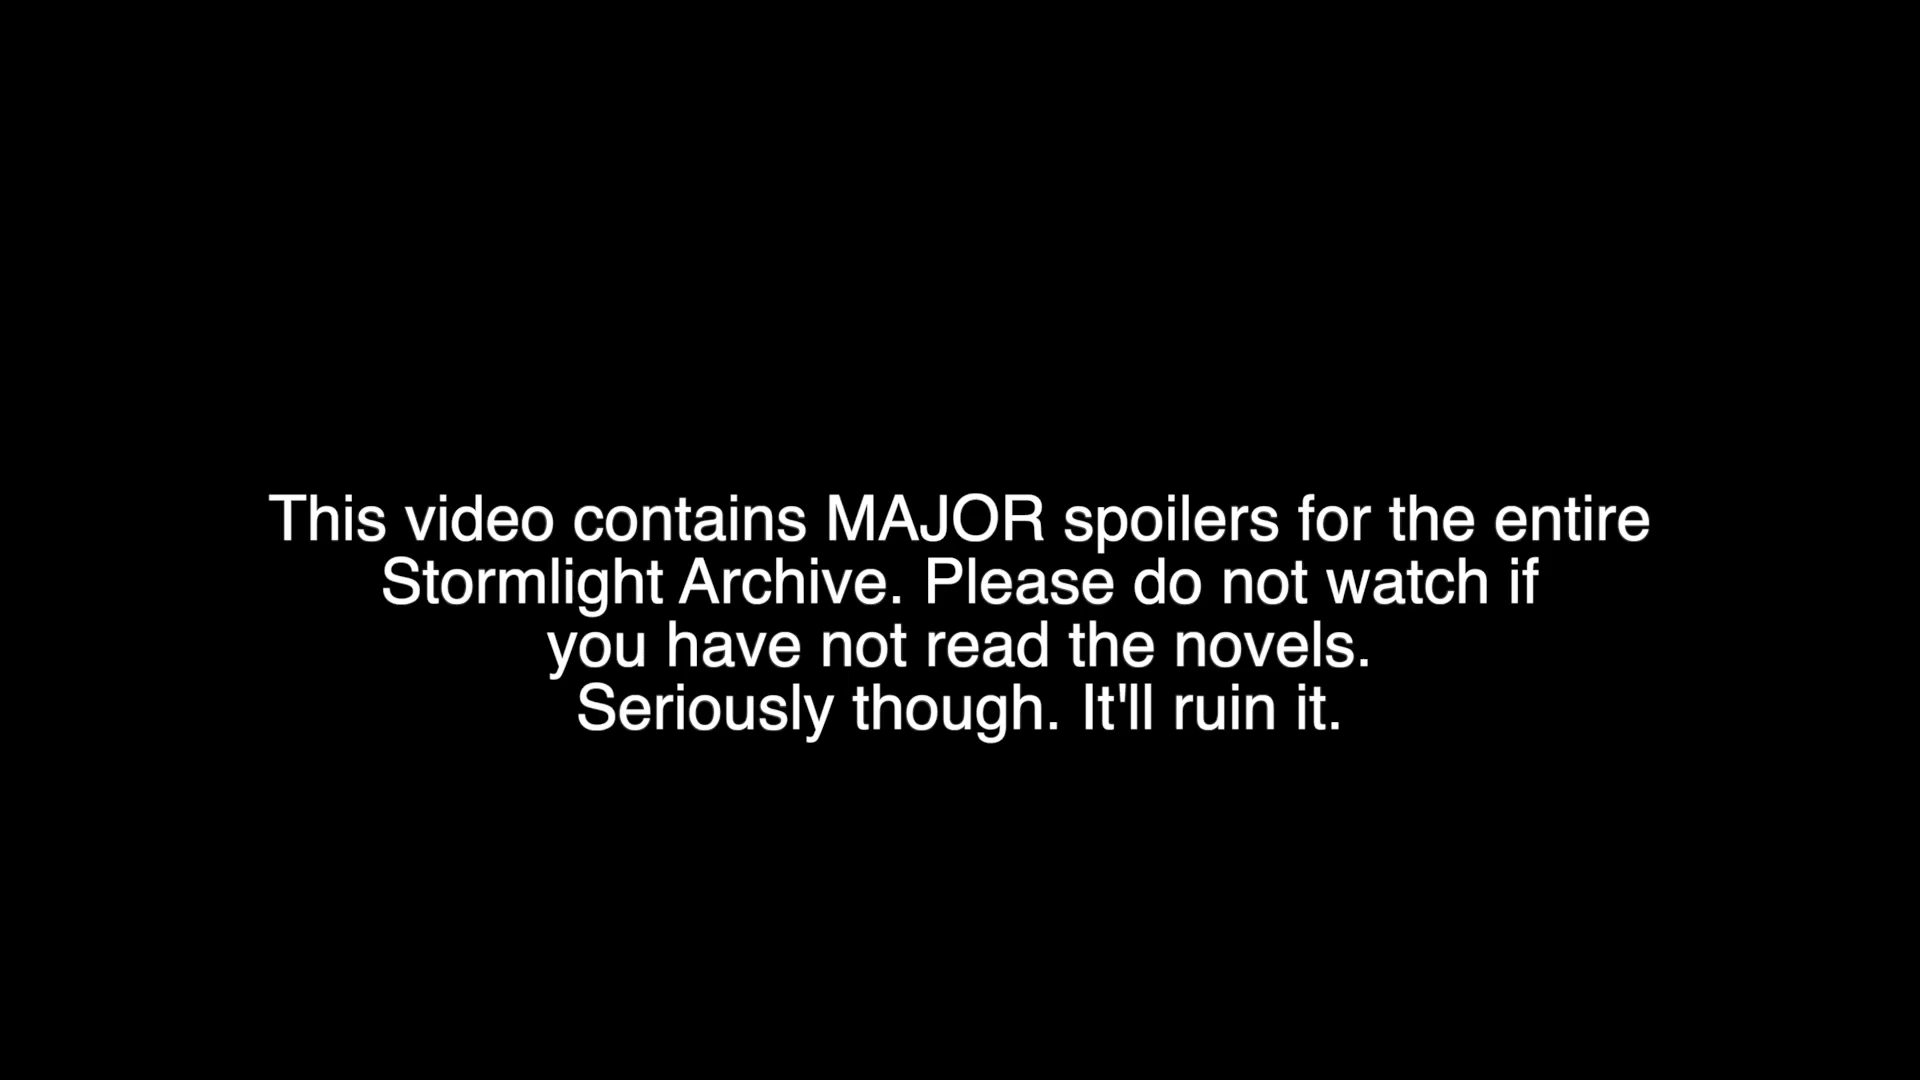 This video contains MAJOR spoilers for the entire
Stormlight Archive. Please do not watch if
you have not read the novels.
Seriously though. It'll ruin it.